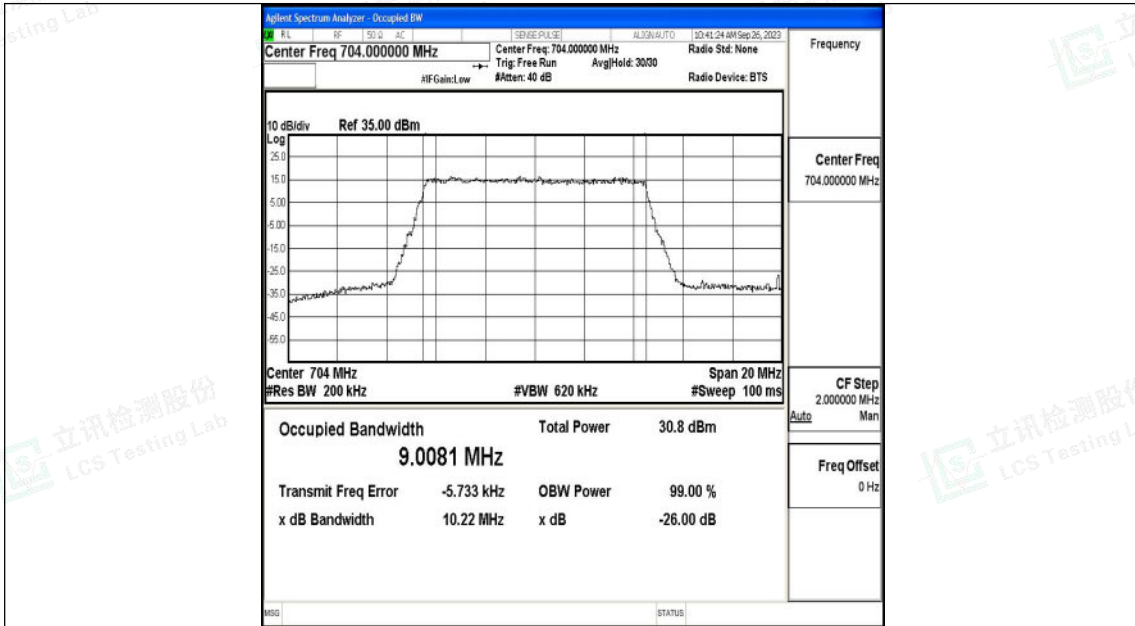 Agilent Spectrum Analyzer - Occupied BW
RL RF 50 Ω AC SENSE:PULSE ALIGNAUTO 10:41:24 AM Sep 26, 2023
Center Freq 704.000000 MHz
Center Freq: 704.000000 MHz
Radio Std: None
Trig: Free Run Avg|Hold: 30/30
#IFGain:Low
#Atten: 40 dB
Radio Device: BTS
Frequency
10 dB/div Ref 35.00 dBm
Log
25.0
15.0
5.00
-5.00
-15.0
-25.0
-35.0
-45.0
-55.0
Center 704 MHz Span 20 MHz
#Res BW 200 kHz #VBW 620 kHz #Sweep 100 ms
Center Freq
704.000000 MHz
CF Step
2.000000 MHz
Auto Man
Freq Offset
0 Hz
Occupied Bandwidth Total Power 30.8 dBm
9.0081 MHz
Transmit Freq Error -5.733 kHz OBW Power 99.00 %
x dB Bandwidth 10.22 MHz x dB -26.00 dB
MSG STATUS
立讯检测股份
LCS Testing Lab
立讯检测股份
LCS Testing L
sting Lab
立